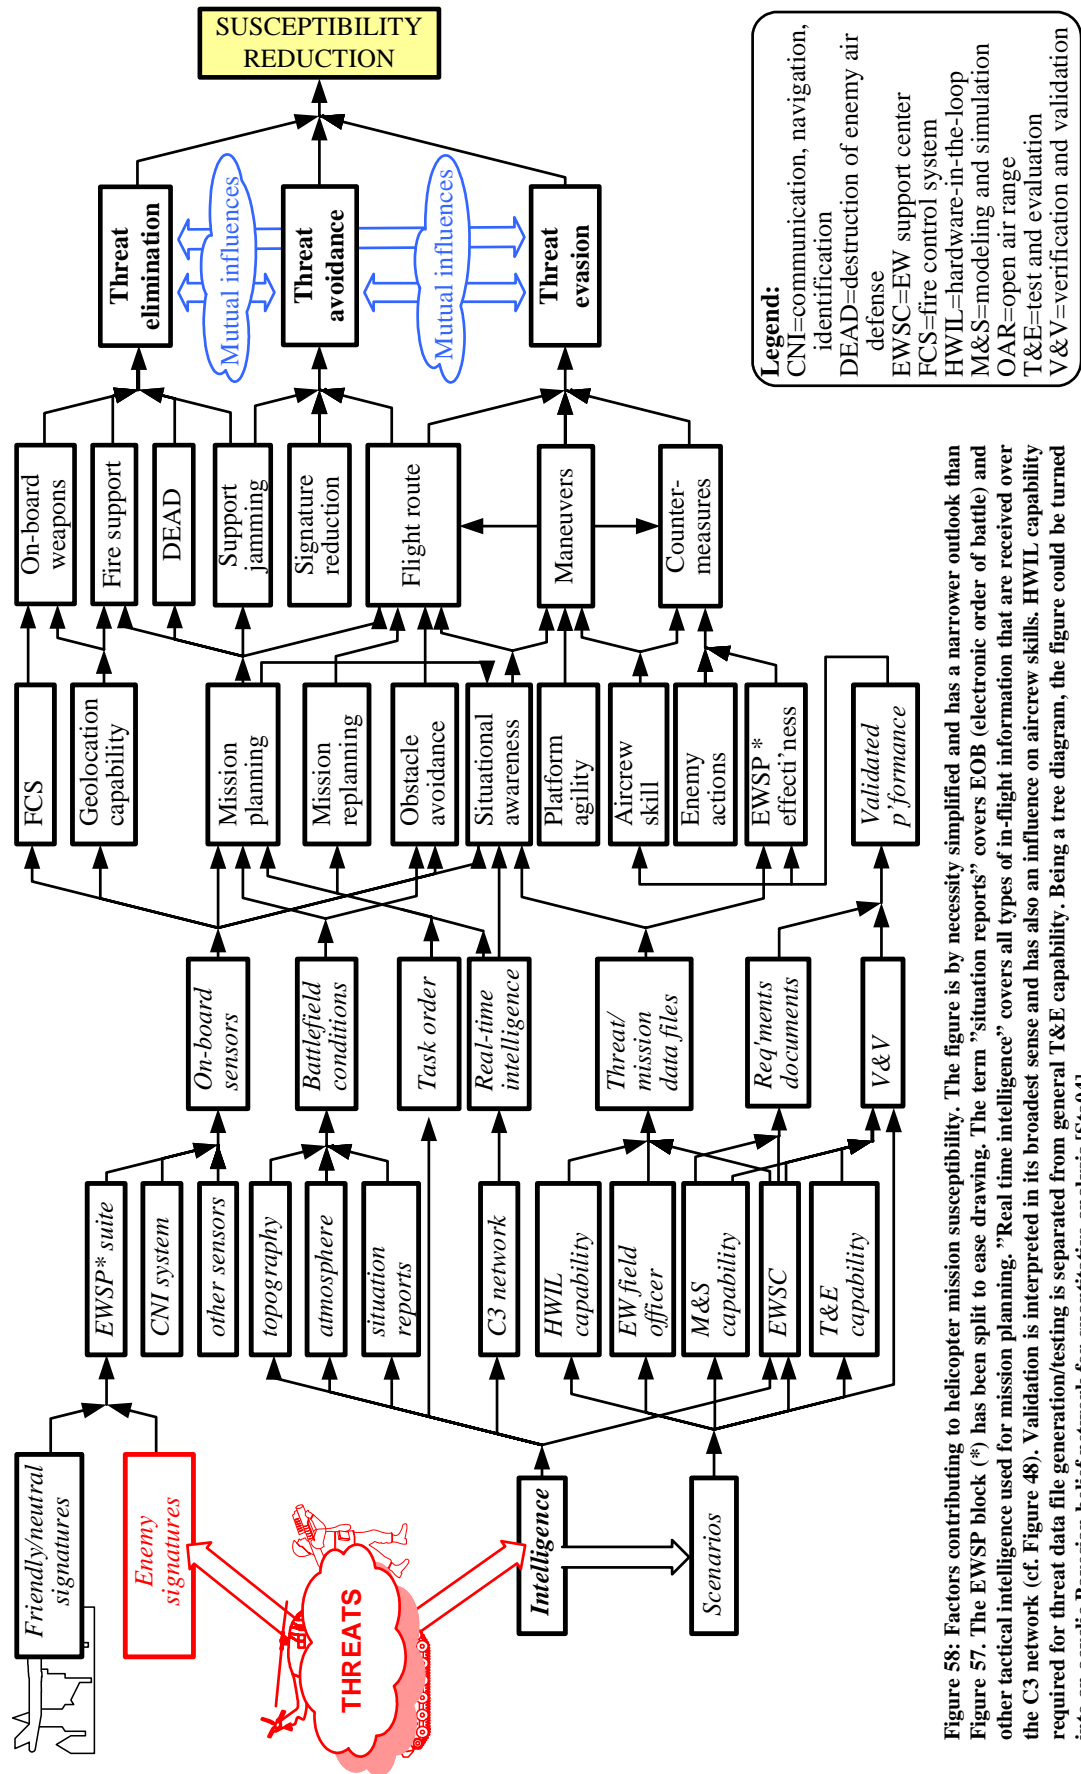 Friendly/neutral
signatures
Enemy
signatures
THREATS
Intelligence
Scenarios
EWSP* suite
CNI system
other sensors
topography
atmosphere
situation
reports
C3 network
HWIL
capability
EW field
officer
M&S
capability
EWSC
T&E
capability
On-board
sensors
Battlefield
conditions
Task order
Real-time
intelligence
Threat/
mission
data files
Req'ments
documents
V&V
FCS
Geolocation
capability
Mission
planning
Mission
replanning
Obstacle
avoidance
Situational
awareness
Platform
agility
Aircrew
skill
Enemy
actions
EWSP*
effecti’ness
Validated
p’formance
On-board
weapons
Fire support
DEAD
Support
jamming
Signature
reduction
Flight route
Maneuvers
Counter-
measures
Threat
elimination
Mutual influences
Threat
avoidance
Mutual influences
Threat
evasion
SUSCEPTIBILITY
REDUCTION
Legend:
CNI=communication, navigation,
identification
DEAD=destruction of enemy air
defense
EWSC=EW support center
FCS=fire control system
HWIL=hardware-in-the-loop
M&S=modeling and simulation
OAR=open air range
T&E=test and evaluation
V&V=verification and validation
Figure 58: Factors contributing to helicopter mission susceptibility. The figure is by necessity simplified and has a narrower outlook than
Figure 57. The EWSP block (*) has been split to ease drawing. The term ”situation reports” covers EOB (electronic order of battle) and
other tactical intelligence used for mission planning. ”Real time intelligence” covers all types of in-flight information that are received over
the C3 network (cf. Figure 48). Validation is interpreted in its broadest sense and has also an influence on aircrew skills. HWIL capability
required for threat data file generation/testing is separated from general T&E capability. Being a tree diagram, the figure could be turned
into an acyclic Bayesian belief network for quantitative analysis [Ste04].